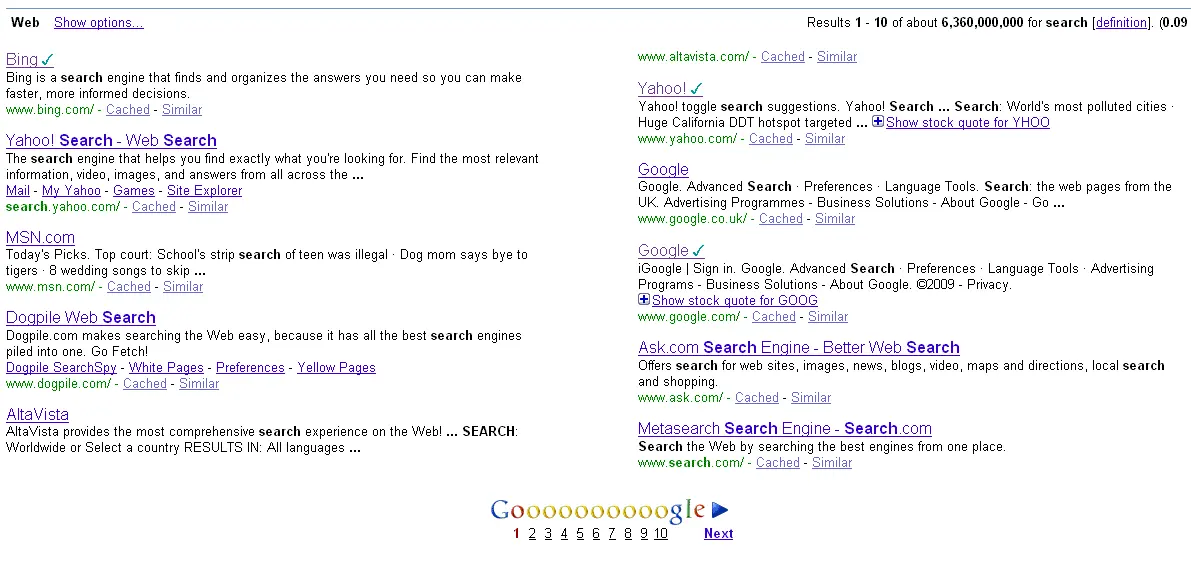 Web Show options...
Results 1 - 10 of about 6,360,000,000 for search [definition]. (0.09
Bing
Bing is a search engine that finds and organizes the answers you need so you can make
faster, more informed decisions.
www.bing.com/ - Cached - Similar
Yahoo! Search - Web Search
The search engine that helps you find exactly what you're looking for. Find the most relevant
information, video, images, and answers from all across the ...
Mail - My Yahoo - Games - Site Explorer
search.yahoo.com/ - Cached - Similar
MSN.com
Today's Picks. Top court: School's strip search of teen was illegal · Dog mom says bye to
tigers · 8 wedding songs to skip ...
www.msn.com/ - Cached - Similar
Dogpile Web Search
Dogpile.com makes searching the Web easy, because it has all the best search engines
piled into one. Go Fetch!
Dogpile SearchSpy - White Pages - Preferences - Yellow Pages
www.dogpile.com/ - Cached - Similar
AltaVista
AltaVista provides the most comprehensive search experience on the Web! ... SEARCH:
Worldwide or Select a country RESULTS IN: All languages ...
www.altavista.com/ - Cached - Similar
Yahoo!
Yahoo! toggle search suggestions. Yahoo! Search ... Search: World's most polluted cities ·
Huge California DDT hotspot targeted ... Show stock quote for YHOO
www.yahoo.com/ - Cached - Similar
Google
Google. Advanced Search · Preferences · Language Tools. Search: the web pages from the
UK. Advertising Programmes - Business Solutions - About Google - Go ...
www.google.co.uk/ - Cached - Similar
Google
iGoogle | Sign in. Google. Advanced Search · Preferences · Language Tools · Advertising
Programs - Business Solutions - About Google. ©2009 - Privacy.
Show stock quote for GOOG
www.google.com/ - Cached - Similar
Ask.com Search Engine - Better Web Search
Offers search for web sites, images, news, blogs, video, maps and directions, local search
and shopping.
www.ask.com/ - Cached - Similar
Metasearch Search Engine - Search.com
Search the Web by searching the best engines from one place.
www.search.com/ - Cached - Similar
Goooooooooogle
1 2 3 4 5 6 7 8 9 10 Next